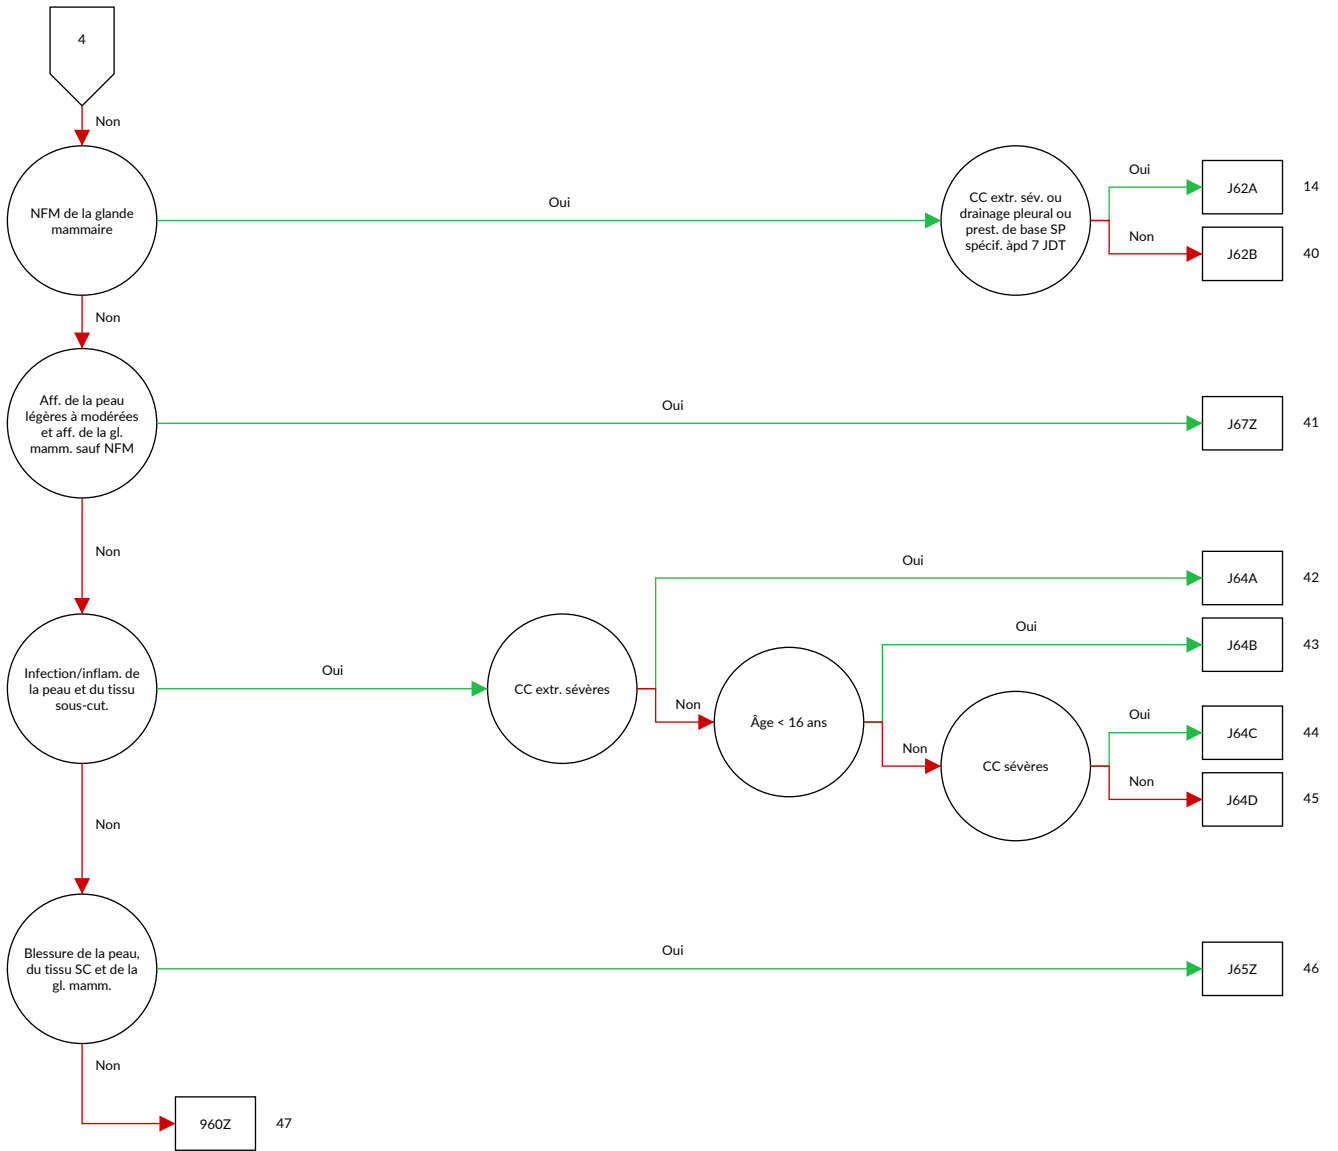 4
Non
NFM de la glande
mammaire
Oui
CC extr. sév. ou
drainage pleural ou
prest. de base SP
spécif. àpd 7 JDT
Oui
J62A
14
Non
J62B
40
Non
Aff. de la peau
légères à modérées
et aff. de la gl.
mamm. sauf NFM
Oui
J67Z
41
Non
Infection/inflam. de
la peau et du tissu
sous-cut.
Oui
CC extr. sévères
Oui
J64A
42
Non
Âge < 16 ans
Oui
J64B
43
Non
CC sévères
Oui
J64C
44
Non
J64D
45
Non
Blessure de la peau,
du tissu SC et de la
gl. mamm.
Oui
J65Z
46
Non
960Z
47